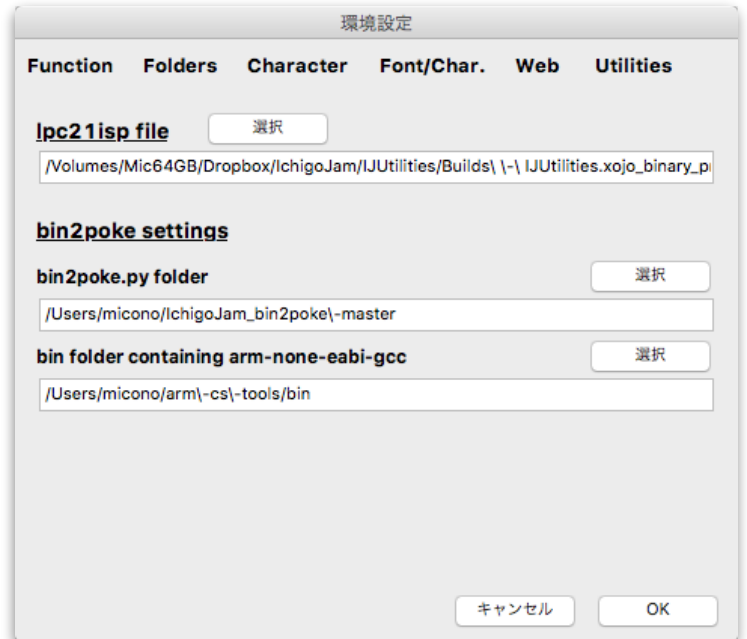 環境設定
Function Folders Character Font/Char. Web Utilities
lpc21isp file 選択
/Volumes/Mic64GB/Dropbox/IchigoJam/IJUtilities/Builds\ \-\ IJUtilities.xojo_binary_p
bin2poke settings
bin2poke.py folder 選択
/Users/micono/IchigoJam_bin2poke\-master
bin folder containing arm-none-eabi-gcc 選択
/Users/micono/arm\-cs\-tools/bin
キャンセル OK